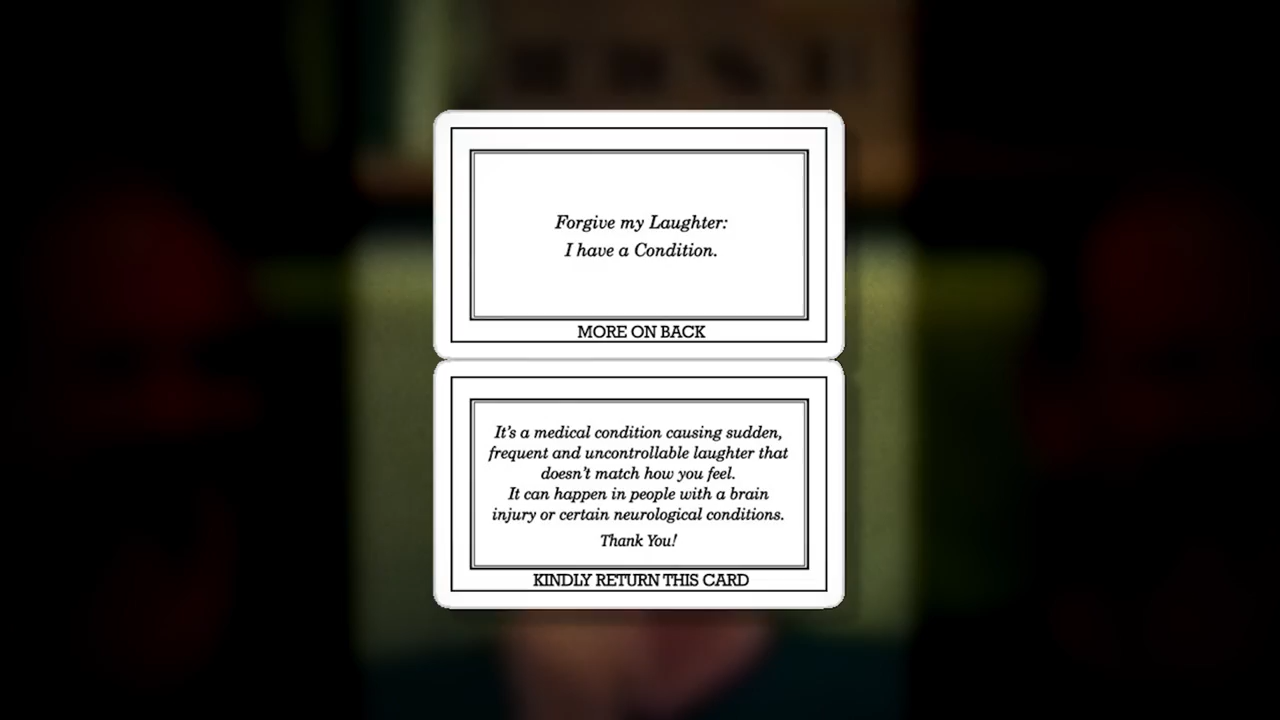 Forgive my Laughter:
I have a Condition.
MORE ON BACK
It's a medical condition causing sudden,
frequent and uncontrollable laughter that
doesn't match how you feel.
It can happen in people with a brain
injury or certain neurological conditions.
Thank You!
KINDLY RETURN THIS CARD